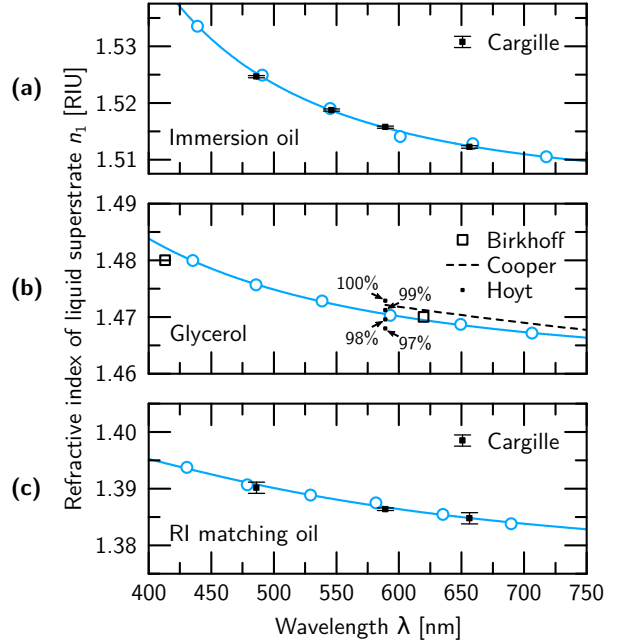 Refractive index of liquid superstrate n₁ [RIU]
(a)
1.53
1.52
1.51
Cargille
Immersion oil
(b)
1.49
1.48
1.47
1.46
Birkhoff
Cooper
Hoyt
100%
99%
98%
97%
Glycerol
(c)
1.40
1.39
1.38
Cargille
RI matching oil
400 450 500 550 600 650 700 750
Wavelength λ [nm]